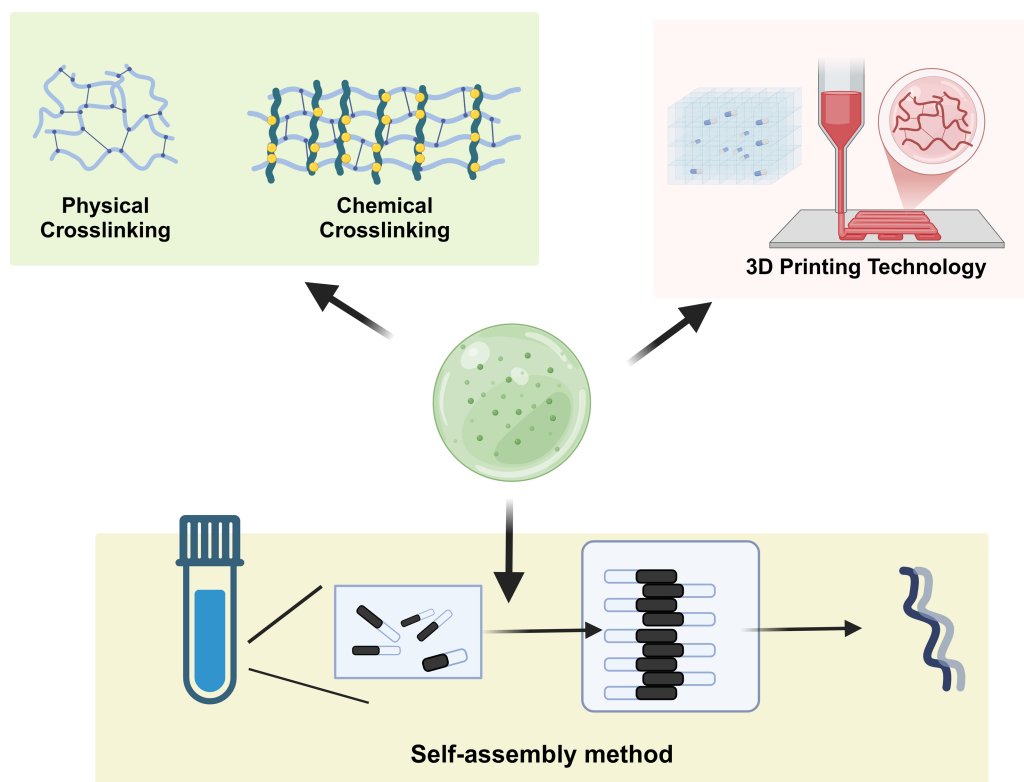 Physical
Crosslinking
Chemical
Crosslinking
3D Printing Technology
Self-assembly method